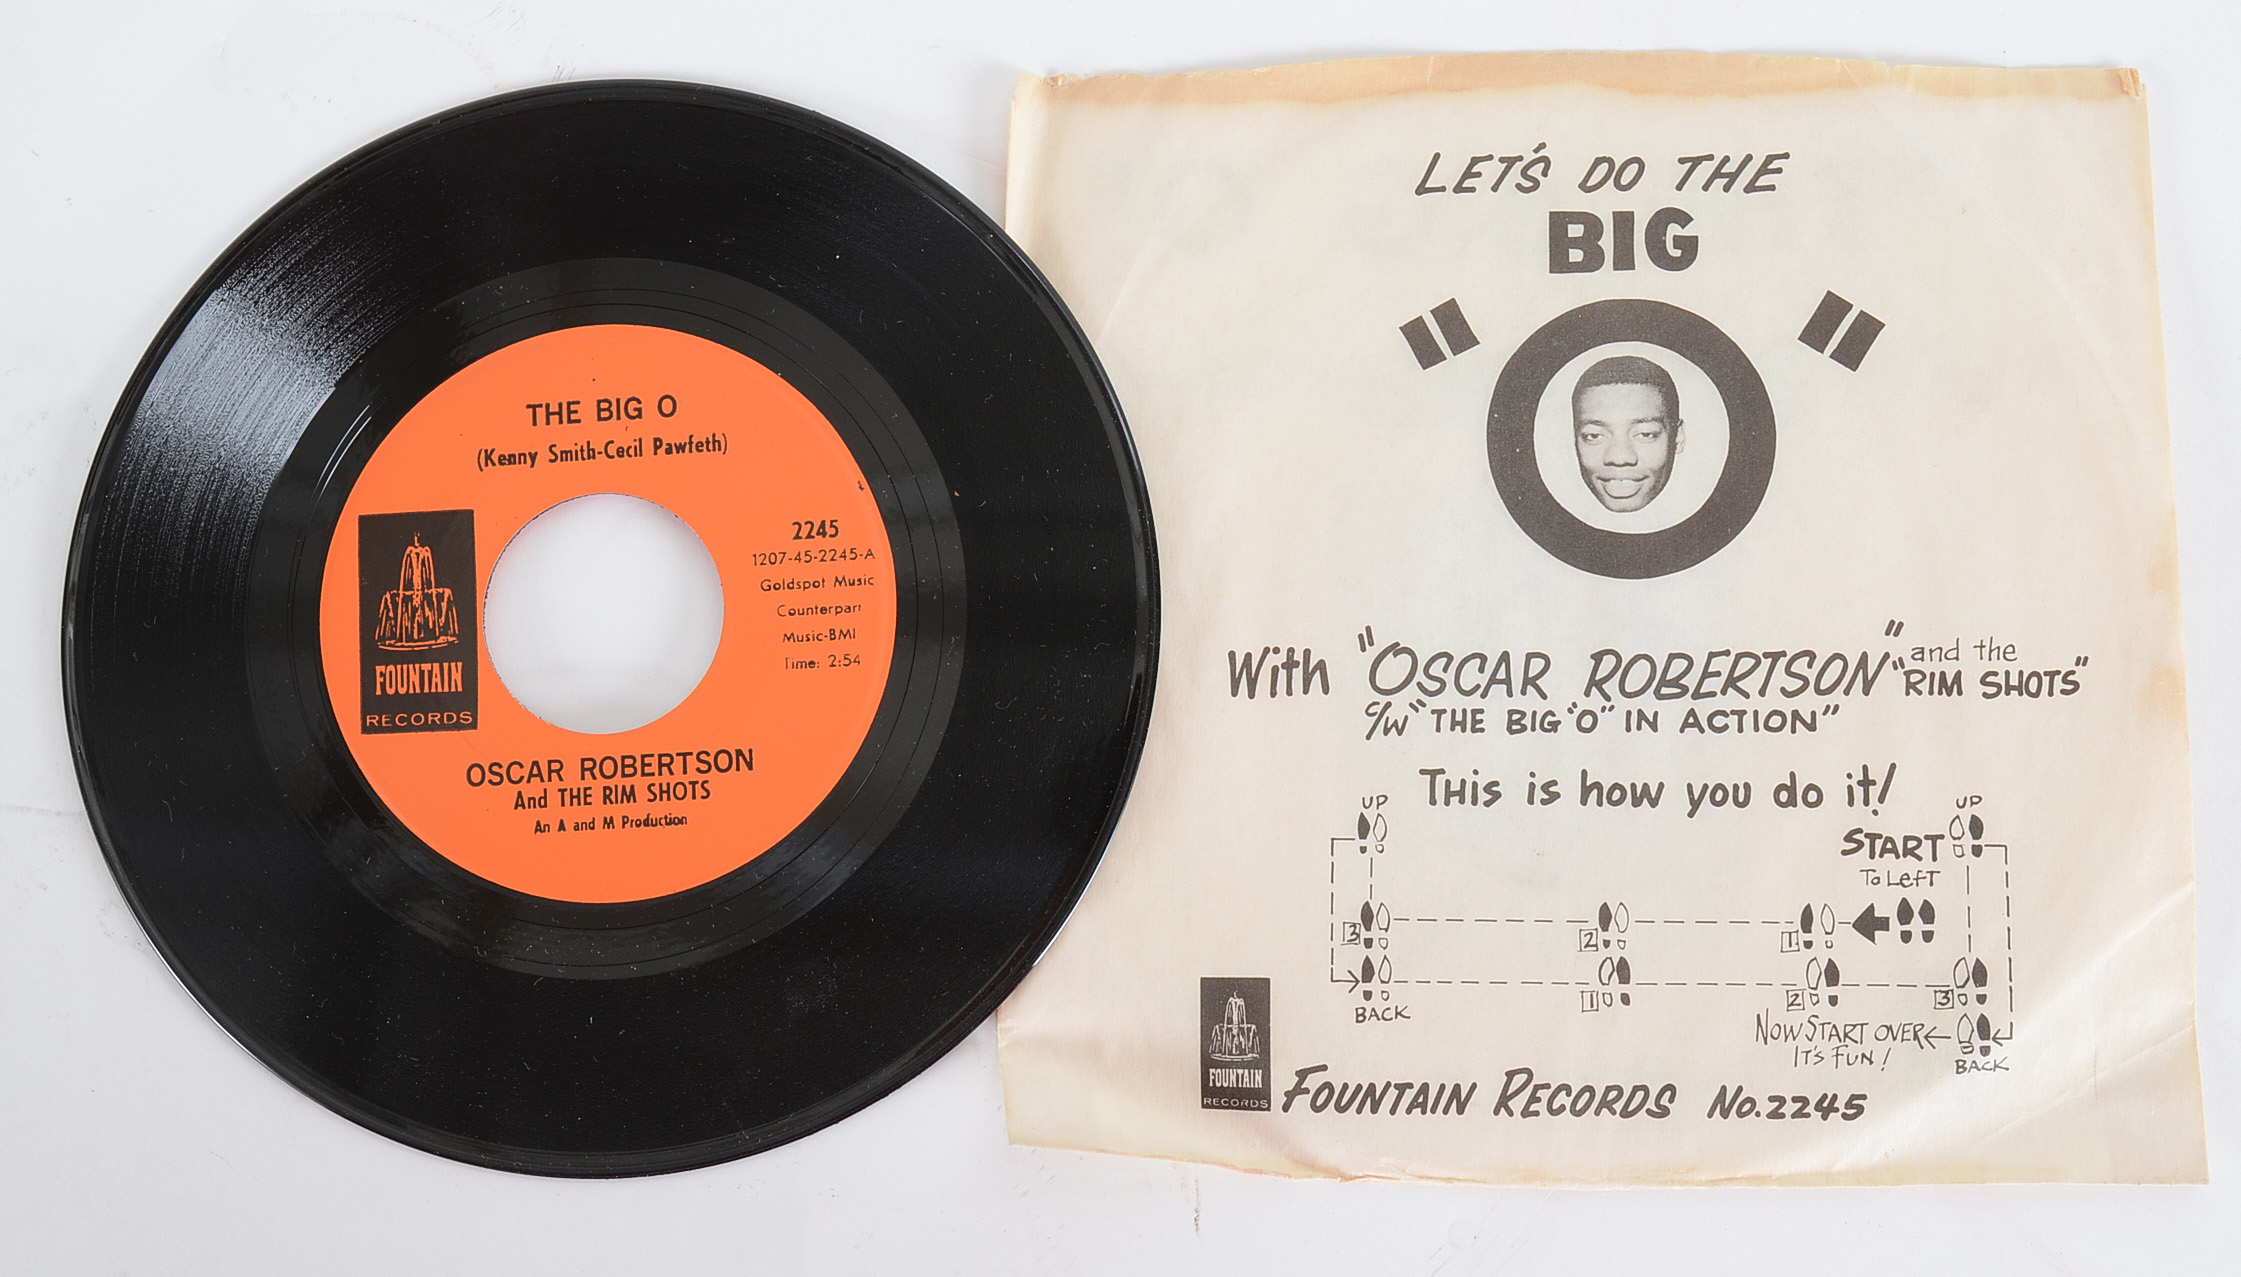 THE BIG O
(Kenny Smith-Cecil Pawfeth)
2245
1207-45-2245-A
Goldspot Music
Counterpart
Music-BMI
Time: 2:54
FOUNTAIN
RECORDS
OSCAR ROBERTSON
And THE RIM SHOTS
An A and M Production
LET'S DO THE
BIG
"O"
With "OSCAR ROBERTSON" and the "RIM SHOTS"
C/W "THE BIG "O" IN ACTION"
THis is how you do it!
UP
UP
START
To LefT
3
2
1
BACK
1
2
3
NOW START OVER
IT'S FUN!
BACK
FOUNTAIN
RECORDS
FOUNTAIN RECORDS No.2245